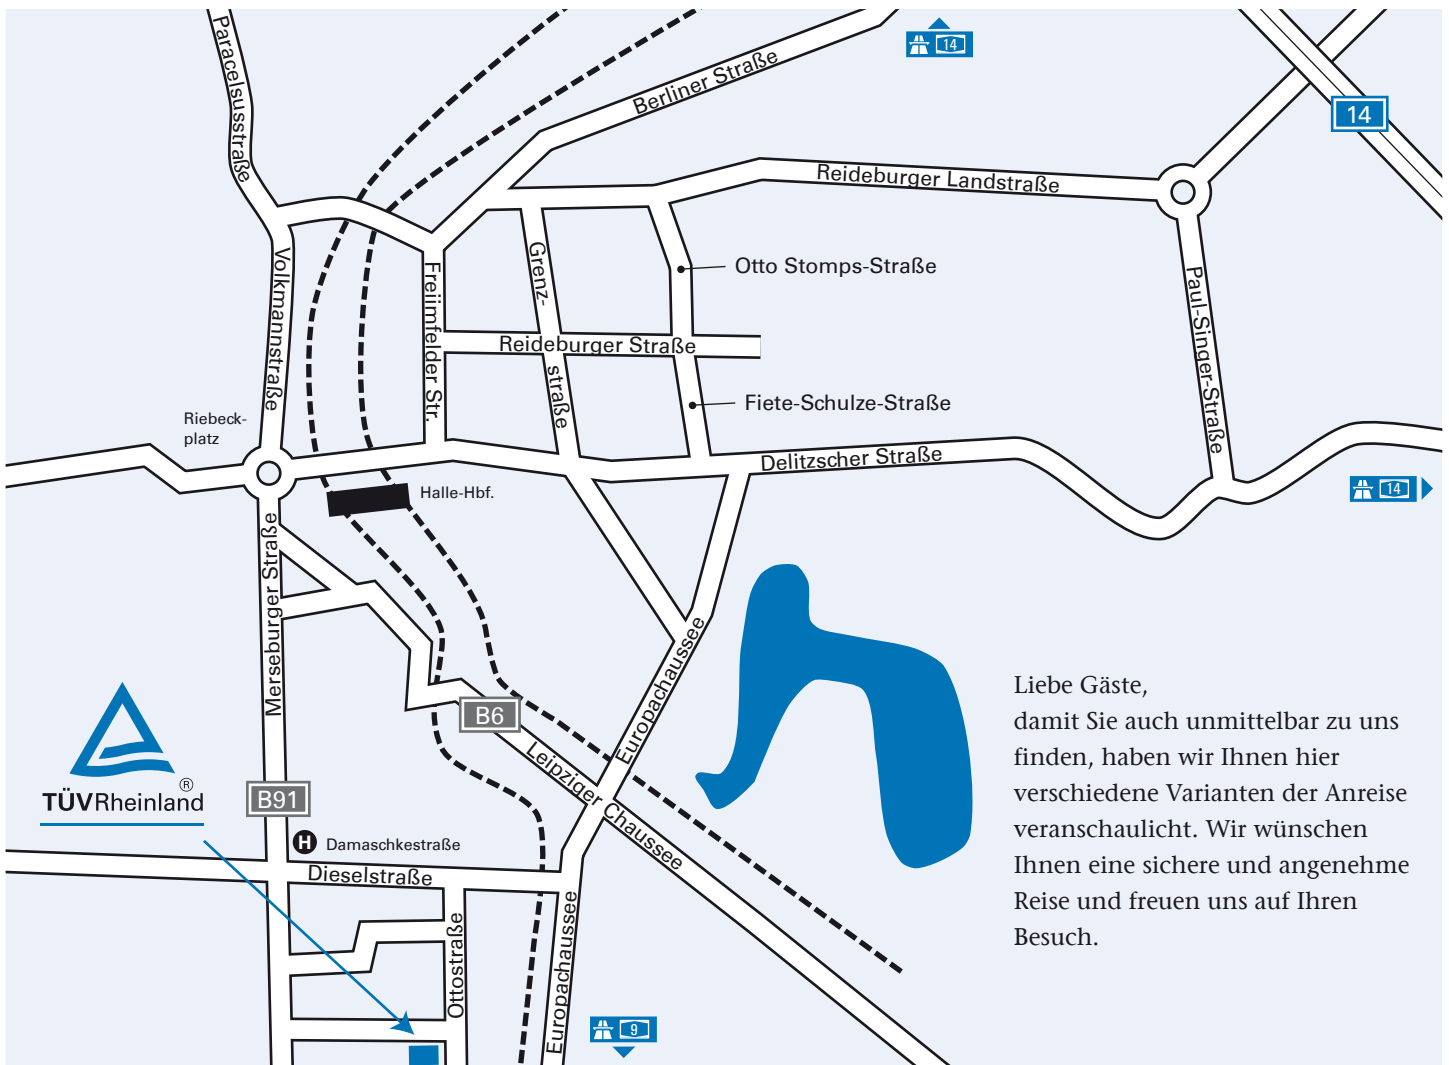 Paracelsusstraße
Berliner Straße
14
14
Reideburger Landstraße
Volkmannstraße
Freiimfelder Str.
Grenz-
straße
Otto Stomps-Straße
Paul-Singer-Straße
Reideburger Straße
Fiete-Schulze-Straße
Riebeck-
platz
Delitzscher Straße
Halle-Hbf.
14
Merseburger Straße
Europachaussee
B6
Leipziger Chaussee
Liebe Gäste,
damit Sie auch unmittelbar zu uns
finden, haben wir Ihnen hier
verschiedene Varianten der Anreise
veranschaulicht. Wir wünschen
Ihnen eine sichere und angenehme
Reise und freuen uns auf Ihren
Besuch.
®
TÜVRheinland
B91
H Damaschkestraße
Dieselstraße
Ottostraße
Europachaussee
9